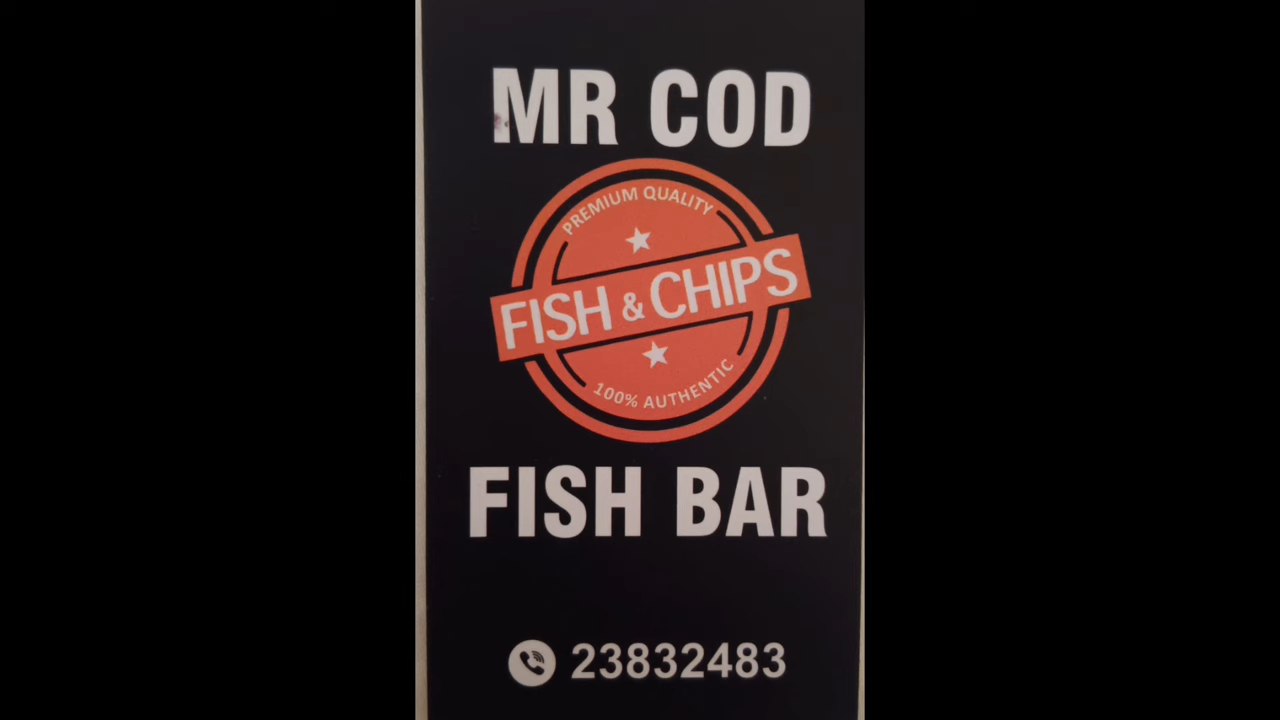 MR COD
PREMIUM QUALITY
FISH & CHIPS
100% AUTHENTIC
FISH BAR
23832483